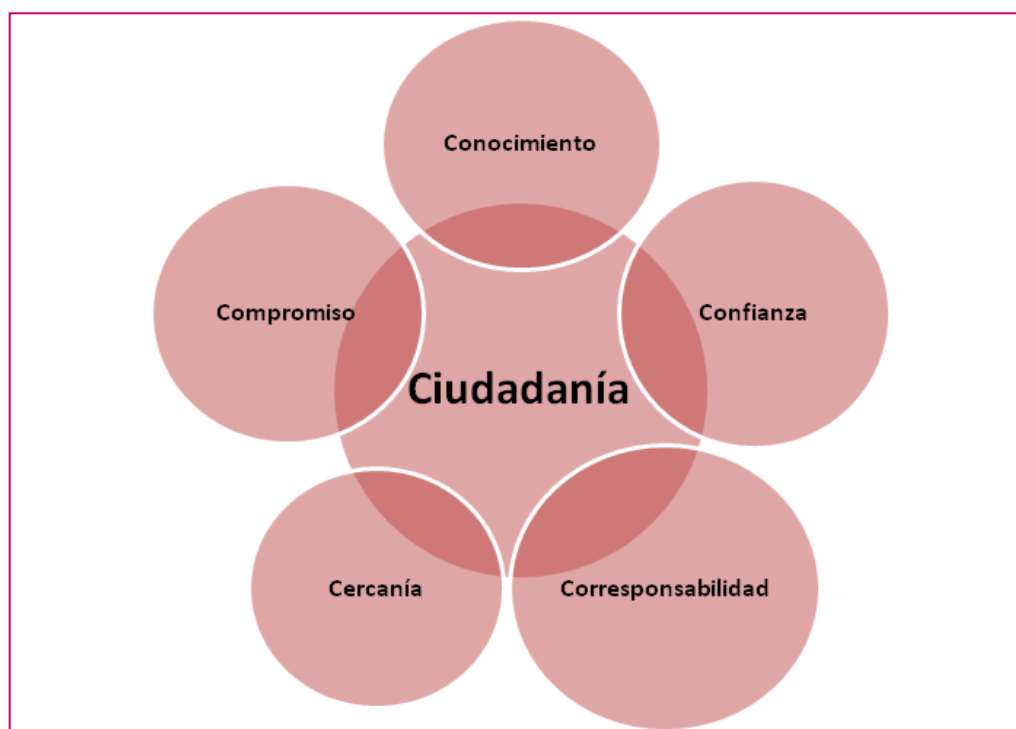 Conocimiento
Compromiso
Confianza
Ciudadanía
Cercanía
Corresponsabilidad